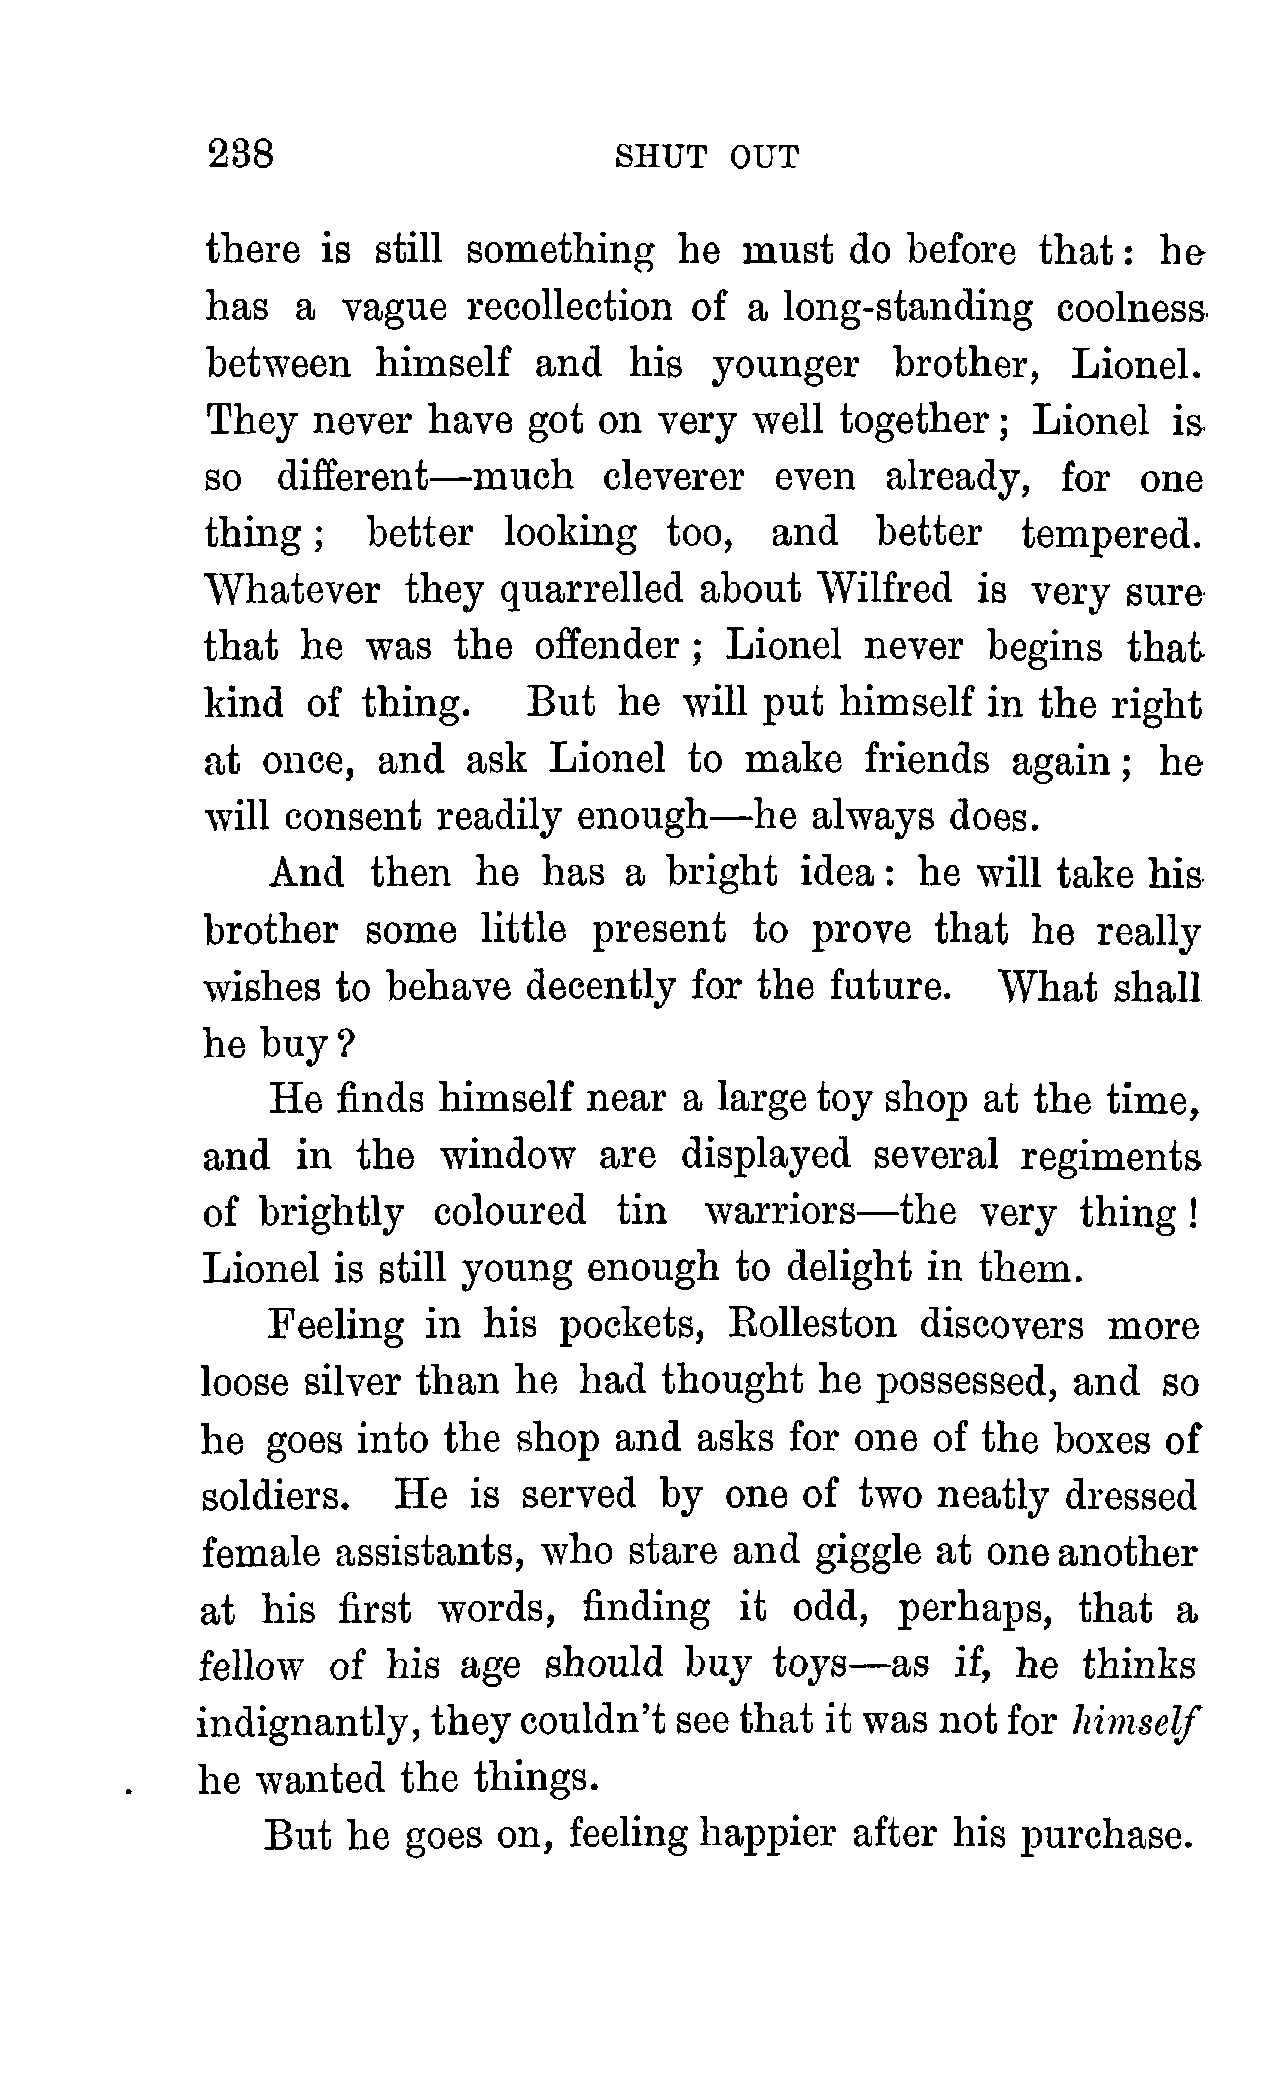 238 SHUT OUT
there is still something he must do before that : he
has a vague recollection of a long-standing coolness
between himself and his younger brother, Lionel.
They never have got on very well together ; Lionel is
so different—much cleverer even already, for one
thing ; better looking too, and better tempered.
Whatever they quarrelled about Wilfred is very sure
that he was the offender ; Lionel never begins that
kind of thing. But he will put himself in the right
at once, and ask Lionel to make friends again ; he
will consent readily enough—he always does.
And then he has a bright idea : he will take his
brother some little present to prove that he really
wishes to behave decently for the future. What shall
he buy ?
He finds himself near a large toy shop at the time,
and in the window are displayed several regiments
of brightly coloured tin warriors—the very thing !
Lionel is still young enough to delight in them.
Feeling in his pockets, Rolleston discovers more
loose silver than he had thought he possessed, and so
he goes into the shop and asks for one of the boxes of
soldiers. He is served by one of two neatly dressed
female assistants, who stare and giggle at one another
at his first words, finding it odd, perhaps, that a
fellow of his age should buy toys—as if, he thinks
indignantly, they couldn't see that it was not for himself
he wanted the things.
But he goes on, feeling happier after his purchase.